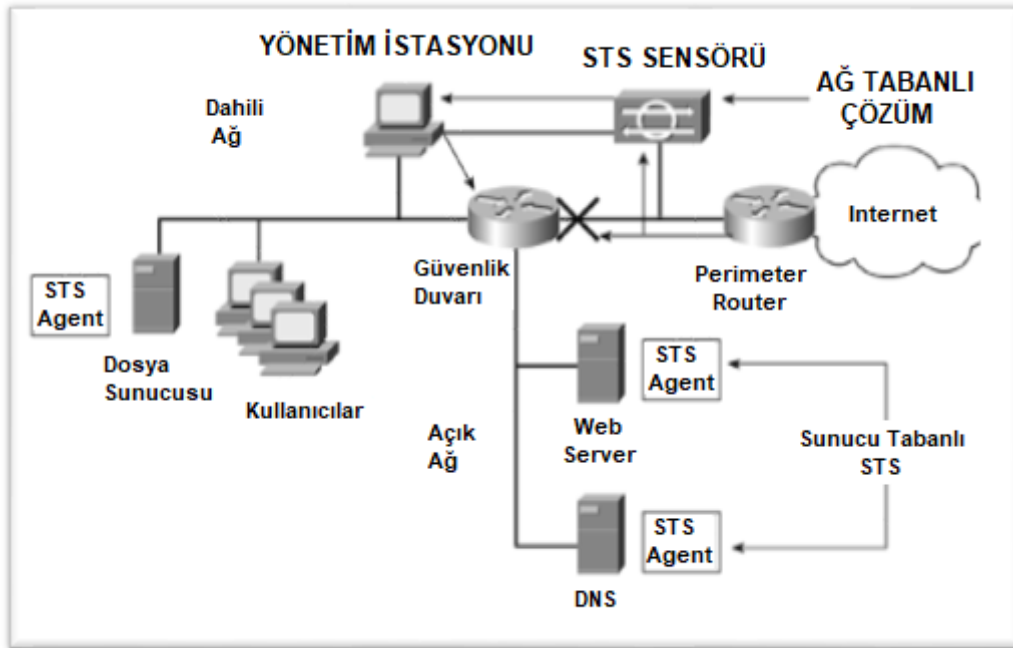 YÖNETİM İSTASYONU
STS SENSÖRÜ
AĞ TABANLI
ÇÖZÜM
Dahili
Ağ
Internet
Güvenlik
Duvarı
Perimeter
Router
STS
Agent
Dosya
Sunucusu
Kullanıcılar
Açık
Ağ
STS
Agent
Web
Server
Sunucu Tabanlı
STS
STS
Agent
DNS